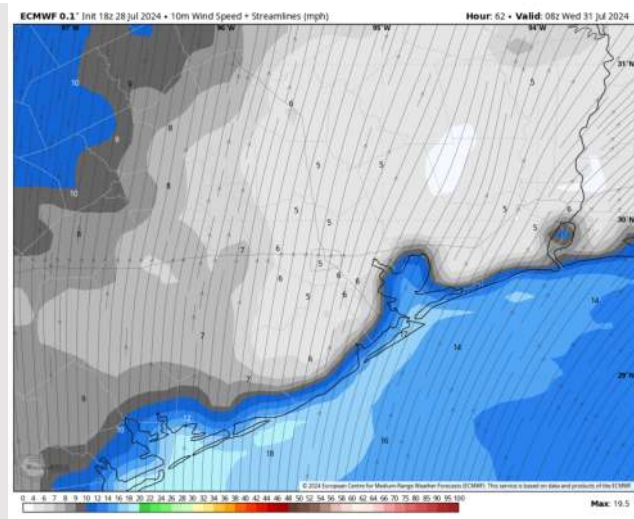 ECMWF 0.1° Init 18z 28 Jul 2024 • 10m Wind Speed + Streamlines (mph) Hour: 62 • Valid: 08z Wed 31 Jul 2024
97°W 96°W 95°W 94°W
31°N
10 5
9
6
8
9
8 5 5
10
5 5 6 30°N
8 5 5
7 6
5
6 6 6
5 6
14
12
7 14
6 29°N
7
8
10 12
16
18
© 2024 European Centre for Medium-Range Weather Forecasts (ECMWF). This service is based on data and products of the ECMWF
0 4 6 7 8 9 10 12 14 16 18 20 22 24 26 28 30 32 34 36 38 40 42 44 46 48 50 52 54 56 58 60 62 64 66 70 75 80 85 90 95 100 Max: 19.5